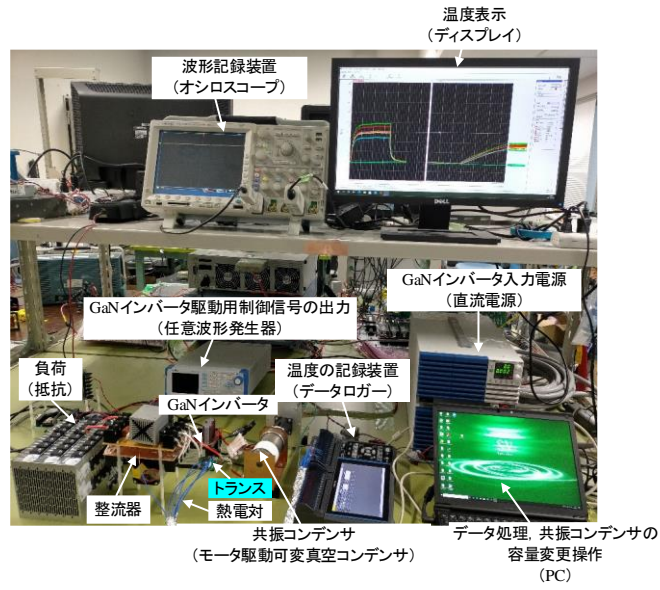 温度表示
（ディスプレイ）
波形記録装置
（オシロスコープ）
DELL
GaNインバータ入力電源
（直流電源）
GaNインバータ駆動用制御信号の出力
（任意波形発生器）
負荷
（抵抗）
温度の記録装置
（データロガー）
GaNインバータ
トランス
整流器
熱電対
共振コンデンサ
（モータ駆動可変真空コンデンサ）
データ処理，共振コンデンサの
容量変更操作
（PC）